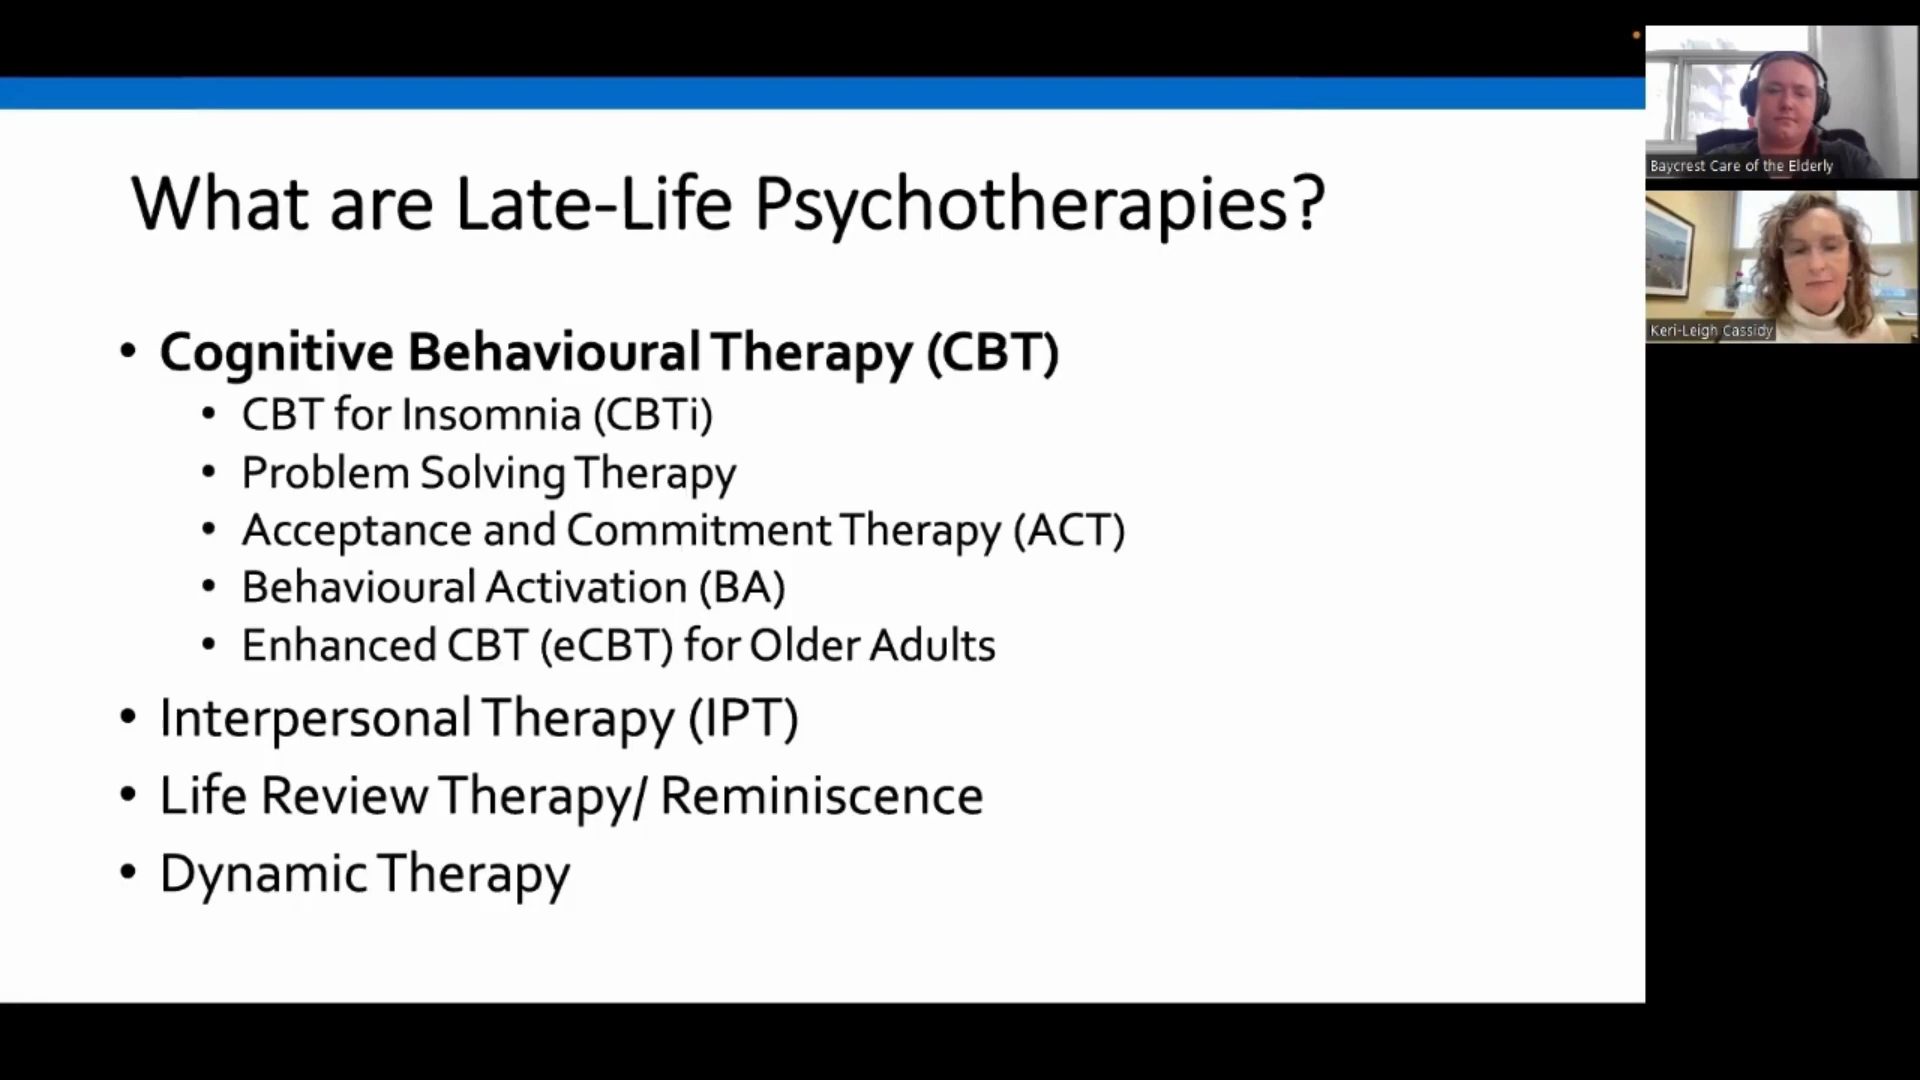 What are Late-Life Psychotherapies?
• Cognitive Behavioural Therapy (CBT)
• CBT for Insomnia (CBTi)
• Problem Solving Therapy
• Acceptance and Commitment Therapy (ACT)
• Behavioural Activation (BA)
• Enhanced CBT (eCBT) for Older Adults
• Interpersonal Therapy (IPT)
• Life Review Therapy/ Reminiscence
• Dynamic Therapy
Baycrest Care of the Elderly
Keri-Leigh Cassidy